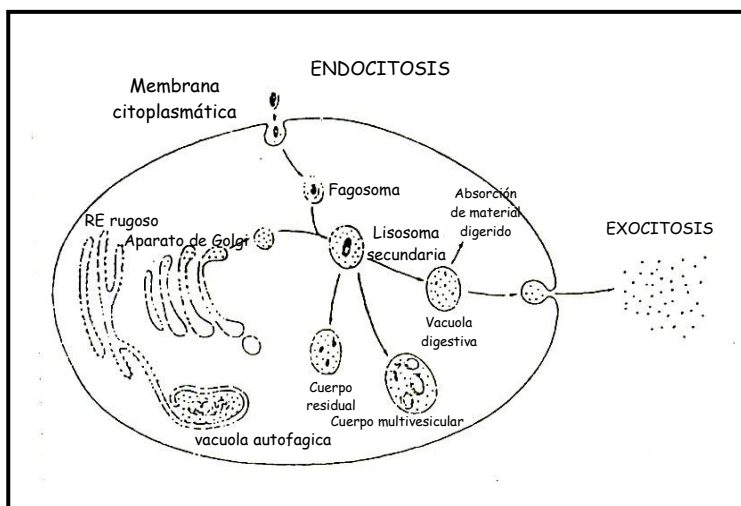 ENDOCITOSIS
Membrana
citoplasmática
Fagosoma
Absorción
de material
digerido
RE rugoso
Aparato de Golgi
Lisosoma
secundaria
EXOCITOSIS
Vacuola
digestiva
Cuerpo
residual
Cuerpo multivesicular
vacuola autofagica